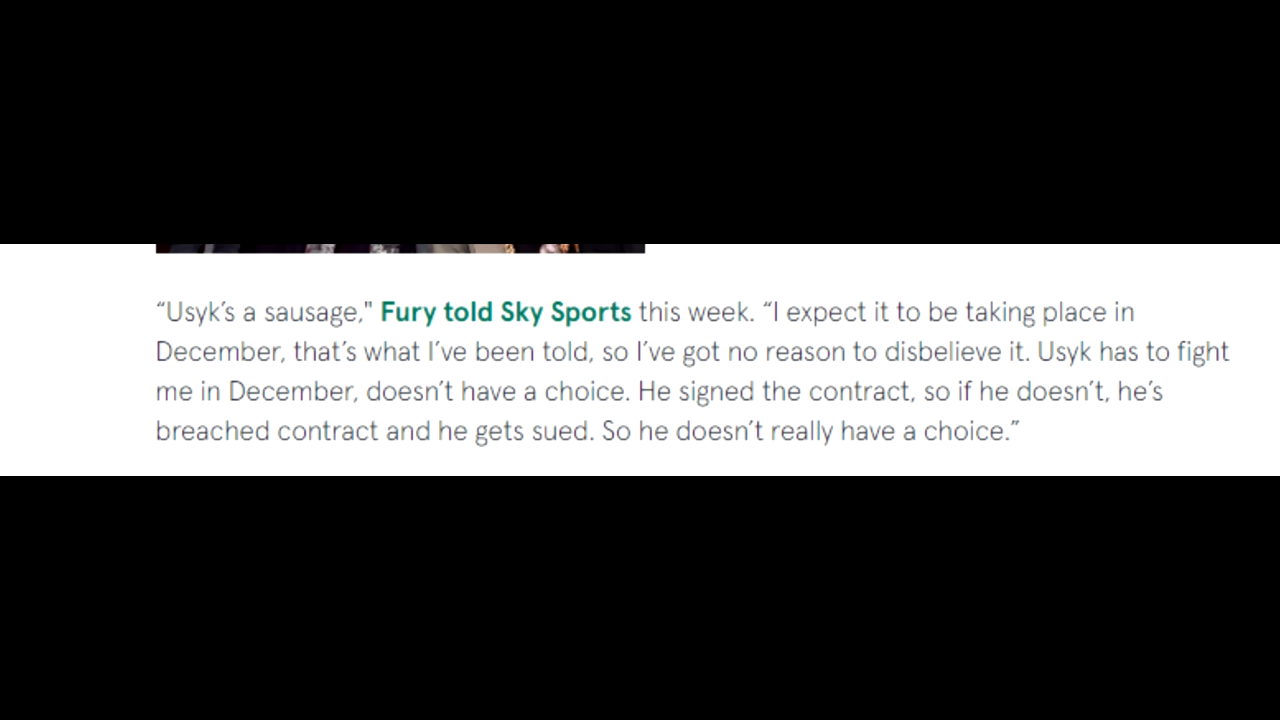 “Usyk’s a sausage," Fury told Sky Sports this week. “I expect it to be taking place in
December, that’s what I’ve been told, so I’ve got no reason to disbelieve it. Usyk has to fight
me in December, doesn’t have a choice. He signed the contract, so if he doesn’t, he’s
breached contract and he gets sued. So he doesn’t really have a choice.”